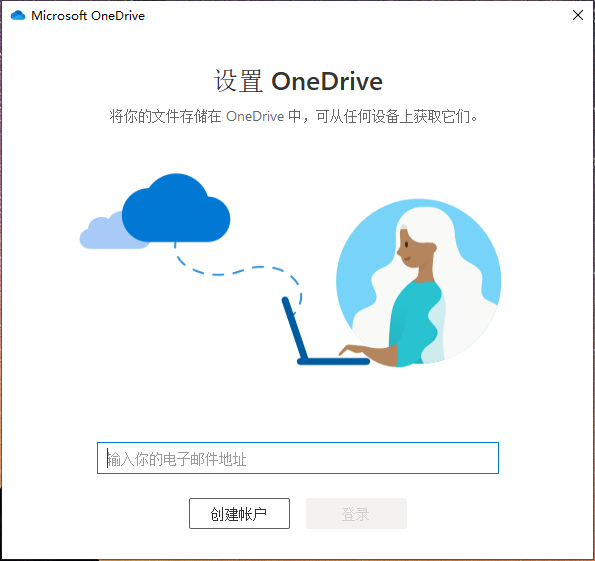 Microsoft OneDrive
设置 OneDrive
将你的文件存储在 OneDrive 中，可从任何设备上获取它们。
输入你的电子邮件地址
创建帐户
登录